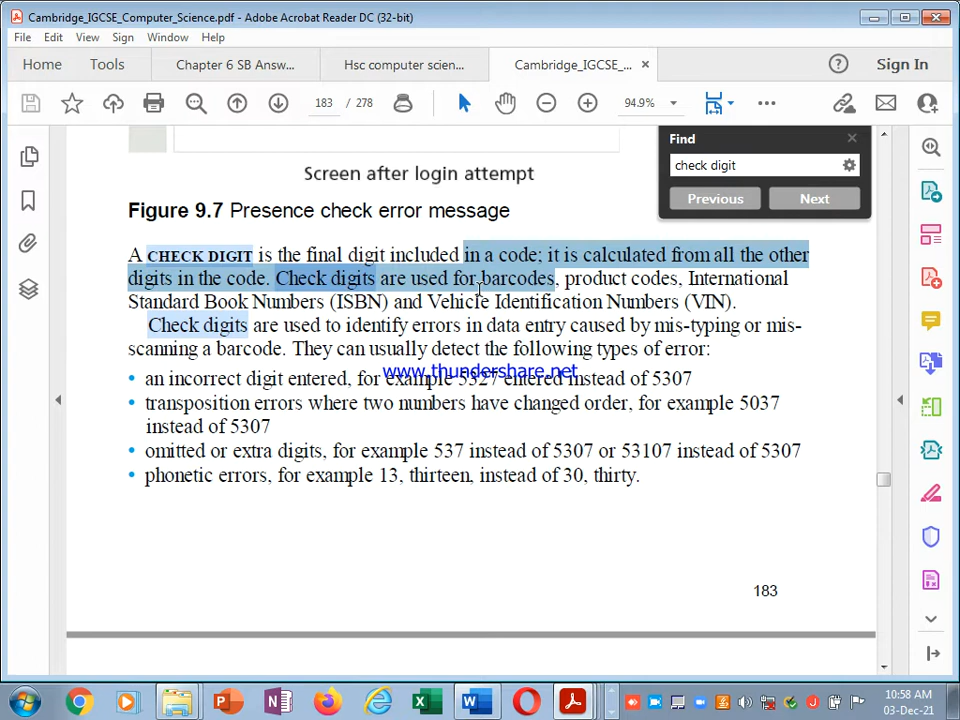 Cambridge_IGCSE_Computer_Science.pdf - Adobe Acrobat Reader DC (32-bit)
File Edit View Sign Window Help
Home Tools Chapter 6 SB Answ... Hsc computer scien... Cambridge_IGCSE_... × Sign In
183 / 278 94.9%
Find
check digit
Previous Next
Screen after login attempt
Figure 9.7 Presence check error message
A CHECK DIGIT is the final digit included in a code; it is calculated from all the other
digits in the code. Check digits are used for barcodes, product codes, International
Standard Book Numbers (ISBN) and Vehicle Identification Numbers (VIN).
Check digits are used to identify errors in data entry caused by mis-typing or mis-
scanning a barcode. They can usually detect the following types of error:
www.thundershare.net
• an incorrect digit entered, for example 5327 entered instead of 5307
• transposition errors where two numbers have changed order, for example 5037
instead of 5307
• omitted or extra digits, for example 537 instead of 5307 or 53107 instead of 5307
• phonetic errors, for example 13, thirteen, instead of 30, thirty.
183
10:58 AM
03-Dec-21